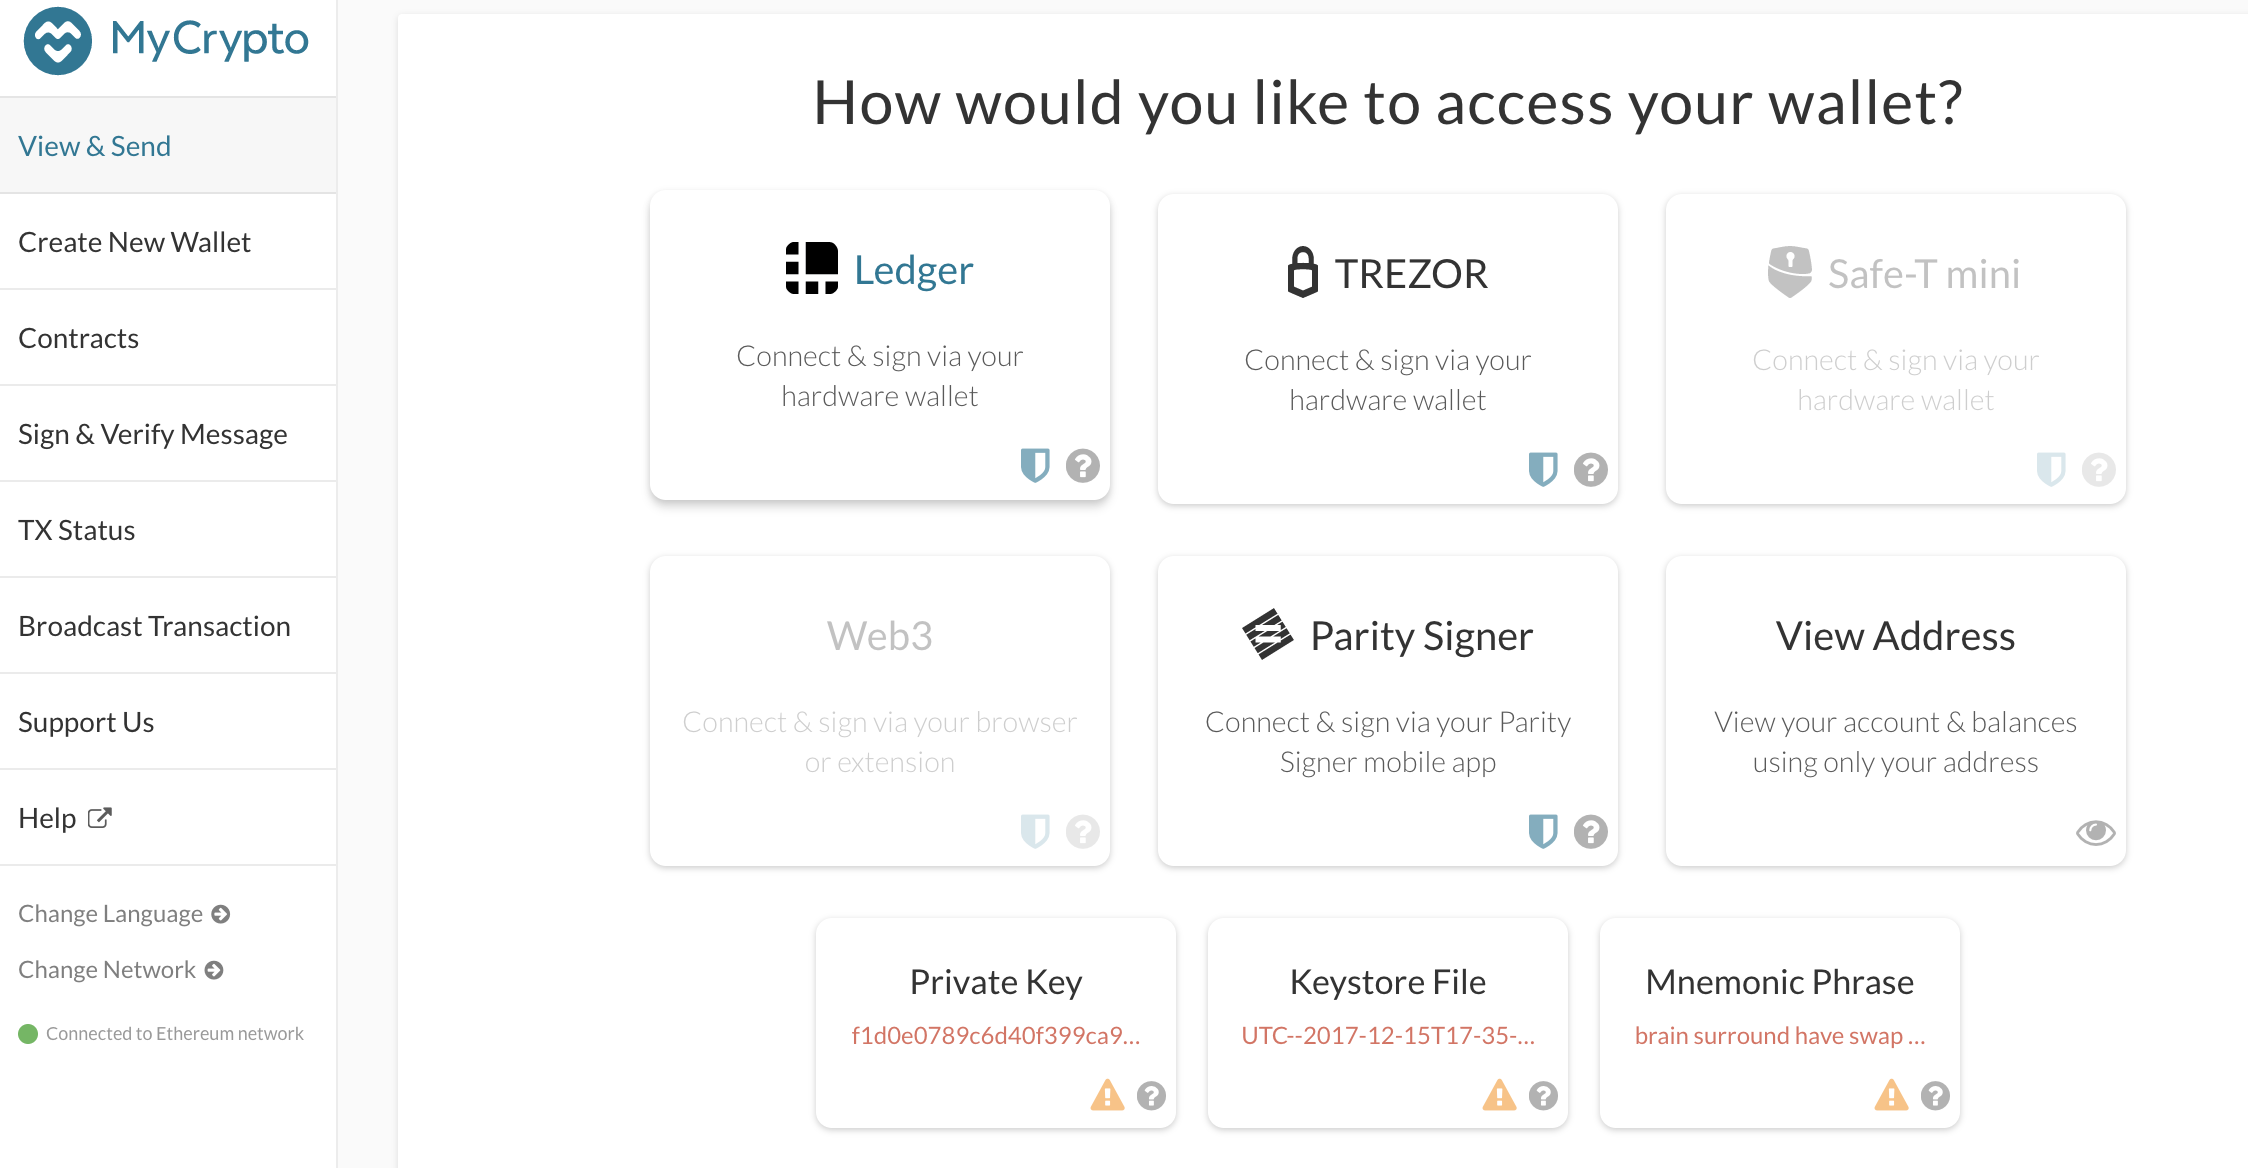 MyCrypto
View & Send
Create New Wallet
Contracts
Sign & Verify Message
TX Status
Broadcast Transaction
Support Us
Help
Change Language
Change Network
Connected to Ethereum network
How would you like to access your wallet?
Ledger
Connect & sign via your
hardware wallet
TREZOR
Connect & sign via your
hardware wallet
Safe-T mini
Connect & sign via your
hardware wallet
Web3
Connect & sign via your browser
or extension
Parity Signer
Connect & sign via your Parity
Signer mobile app
View Address
View your account & balances
using only your address
Private Key
f1d0e0789c6d40f399ca9...
Keystore File
UTC--2017-12-15T17-35-...
Mnemonic Phrase
brain surround have swap ...